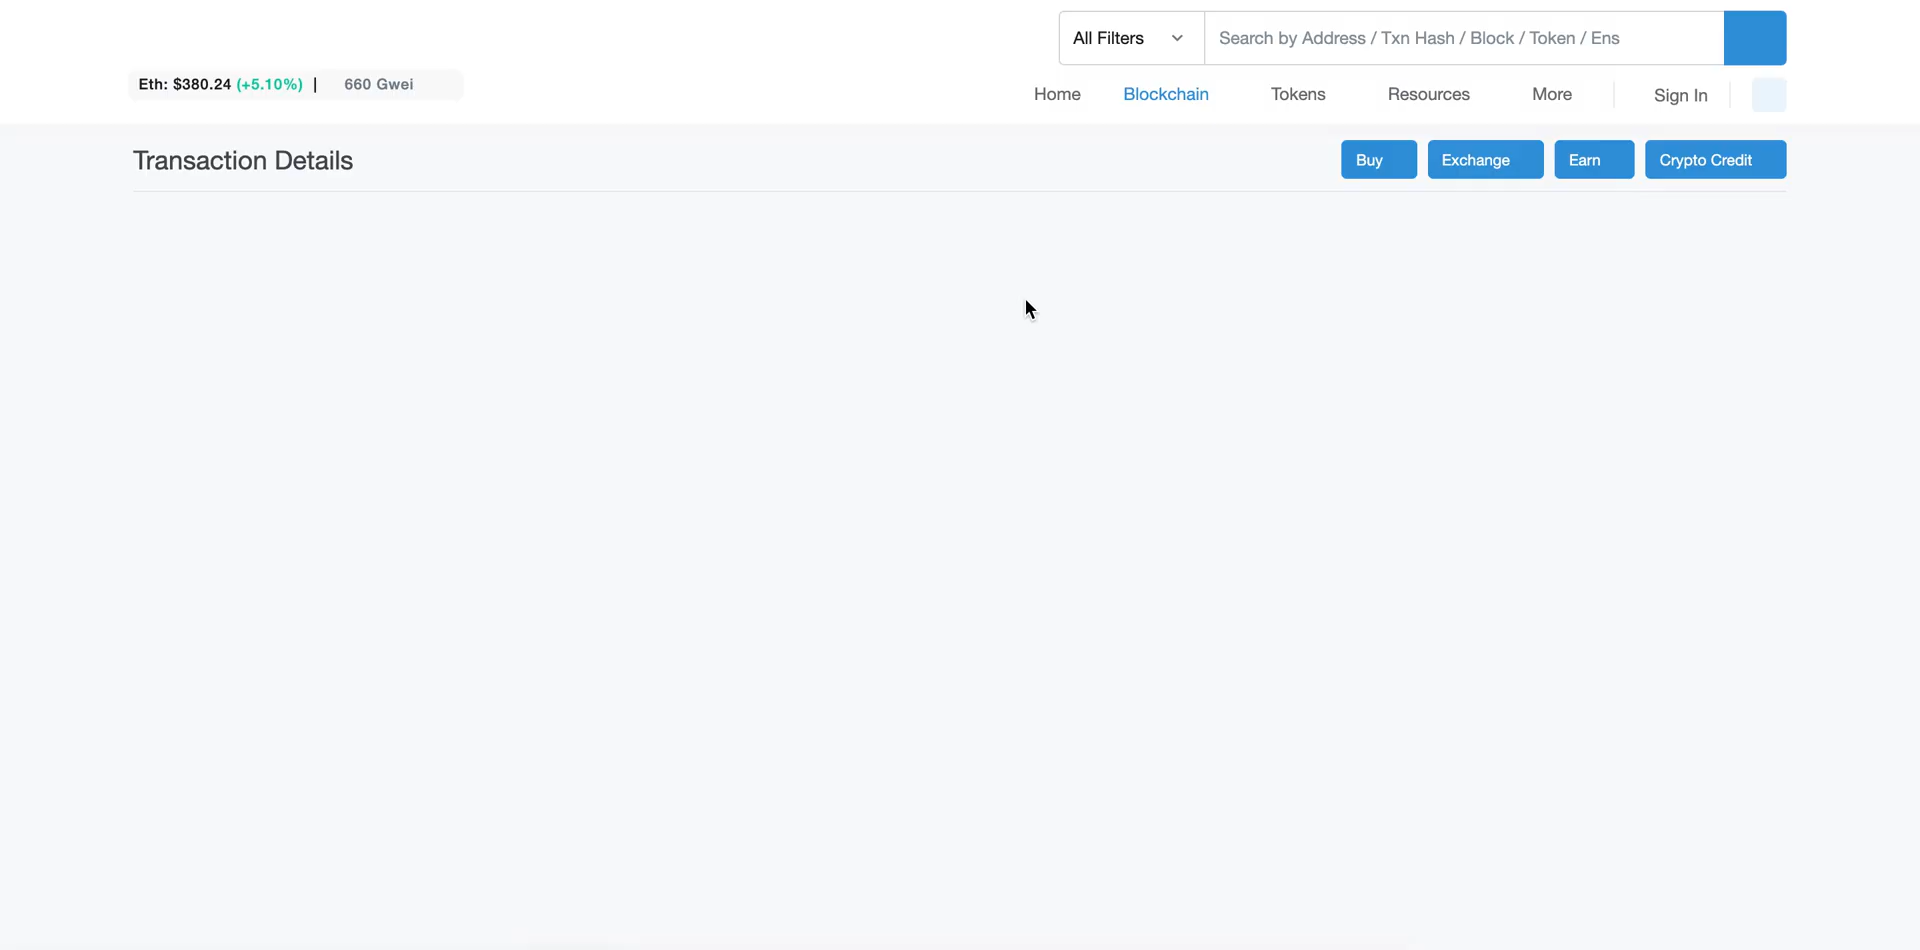 All Filters Search by Address / Txn Hash / Block / Token / Ens
Eth: $380.24 (+5.10%) | 660 Gwei
Home Blockchain Tokens Resources More Sign In
Transaction Details Buy Exchange Earn Crypto Credit